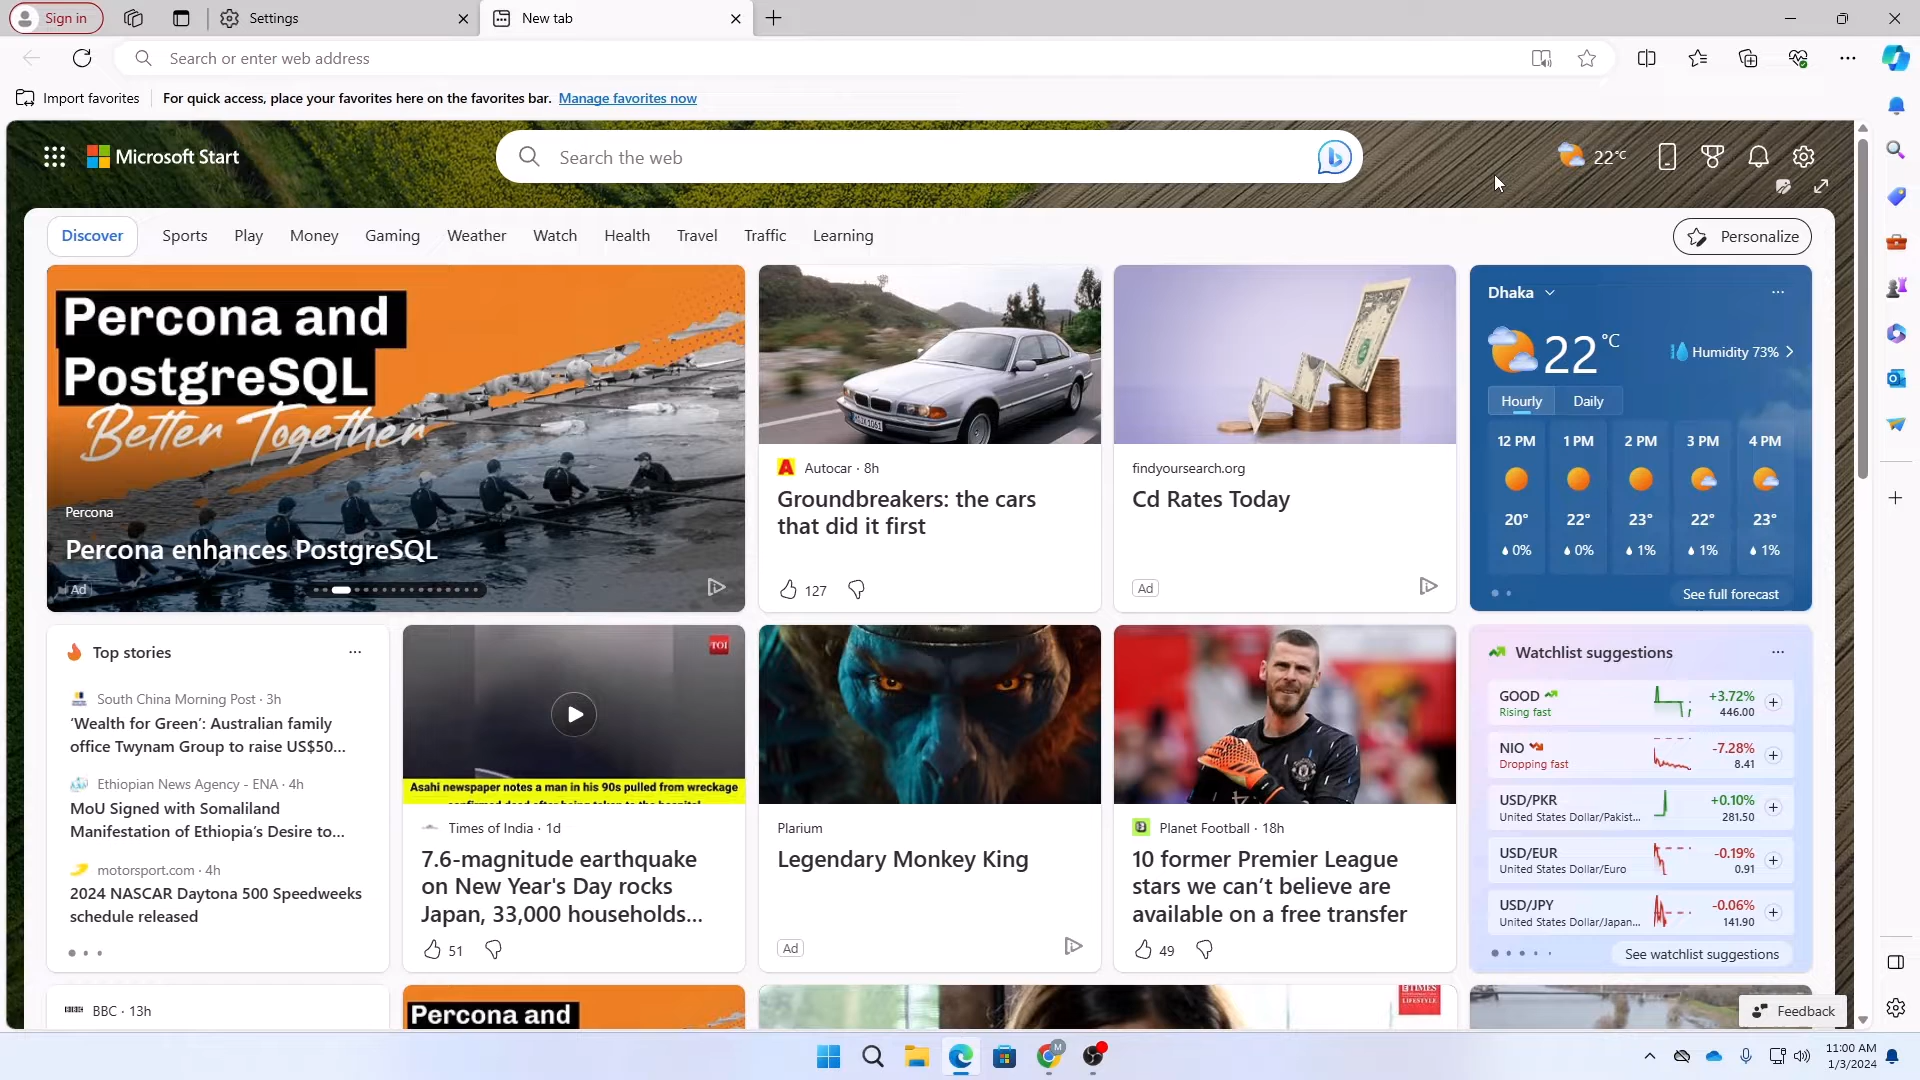 Sign in
Settings
New tab
Search or enter web address
Import favorites
For quick access, place your favorites here on the favorites bar. Manage favorites now
Microsoft Start
Search the web
22°C
Discover
Sports
Play
Money
Gaming
Weather
Watch
Health
Travel
Traffic
Learning
Personalize
Percona and
PostgreSQL
Better Together
Percona
Percona enhances PostgreSQL
Ad
Autocar · 8h
Groundbreakers: the cars
that did it first
127
findyoursearch.org
Cd Rates Today
Ad
Dhaka
22 °C
Humidity 73%
Hourly
Daily
12 PM 1 PM 2 PM 3 PM 4 PM
20° 22° 23° 22° 23°
0% 0% 1% 1% 1%
See full forecast
Top stories
South China Morning Post · 3h
‘Wealth for Green’: Australian family
office Twynam Group to raise US$50...
Ethiopian News Agency - ENA · 4h
MoU Signed with Somaliland
Manifestation of Ethiopia’s Desire to...
motorsport.com · 4h
2024 NASCAR Daytona 500 Speedweeks
schedule released
TOI
Asahi newspaper notes a man in his 90s pulled from wreckage
Times of India · 1d
7.6-magnitude earthquake
on New Year's Day rocks
Japan, 33,000 households...
51
Plarium
Legendary Monkey King
Ad
Planet Football · 18h
10 former Premier League
stars we can’t believe are
available on a free transfer
49
Watchlist suggestions
GOOD +3.72%
Rising fast 446.00
NIO -7.28%
Dropping fast 8.41
USD/PKR +0.10%
United States Dollar/Pakist... 281.50
USD/EUR -0.19%
United States Dollar/Euro 0.91
USD/JPY -0.06%
United States Dollar/Japan... 141.90
See watchlist suggestions
BBC · 13h
Percona and
ETIMES
LIFESTYLE
Feedback
M
11:00 AM
1/3/2024